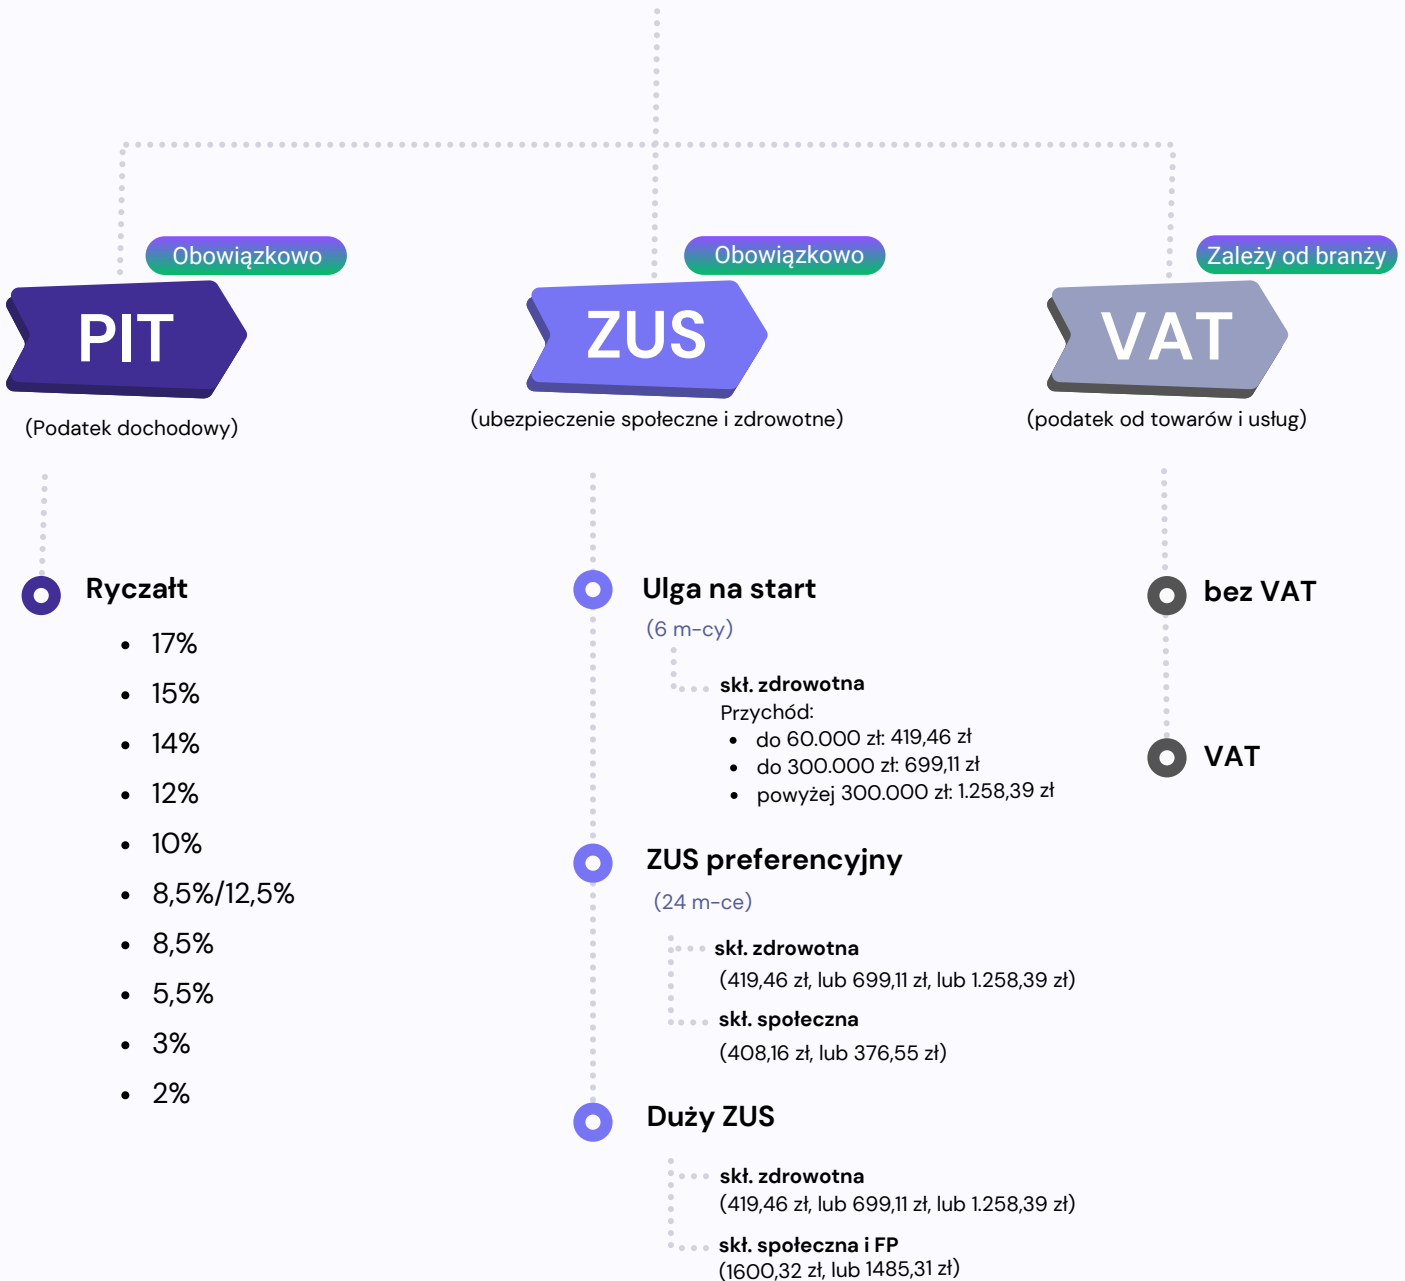 Obowiązkowo
PIT
(Podatek dochodowy)
Ryczałt
• 17%
• 15%
• 14%
• 12%
• 10%
• 8,5%/12,5%
• 8,5%
• 5,5%
• 3%
• 2%
Obowiązkowo
ZUS
(ubezpieczenie społeczne i zdrowotne)
Ulga na start
(6 m-cy)
skł. zdrowotna
Przychód:
• do 60.000 zł: 419,46 zł
• do 300.000 zł: 699,11 zł
• powyżej 300.000 zł: 1.258,39 zł
ZUS preferencyjny
(24 m-ce)
skł. zdrowotna
(419,46 zł, lub 699,11 zł, lub 1.258,39 zł)
skł. społeczna
(408,16 zł, lub 376,55 zł)
Duży ZUS
skł. zdrowotna
(419,46 zł, lub 699,11 zł, lub 1.258,39 zł)
skł. społeczna i FP
(1600,32 zł, lub 1485,31 zł)
Zależy od branży
VAT
(podatek od towarów i usług)
bez VAT
VAT